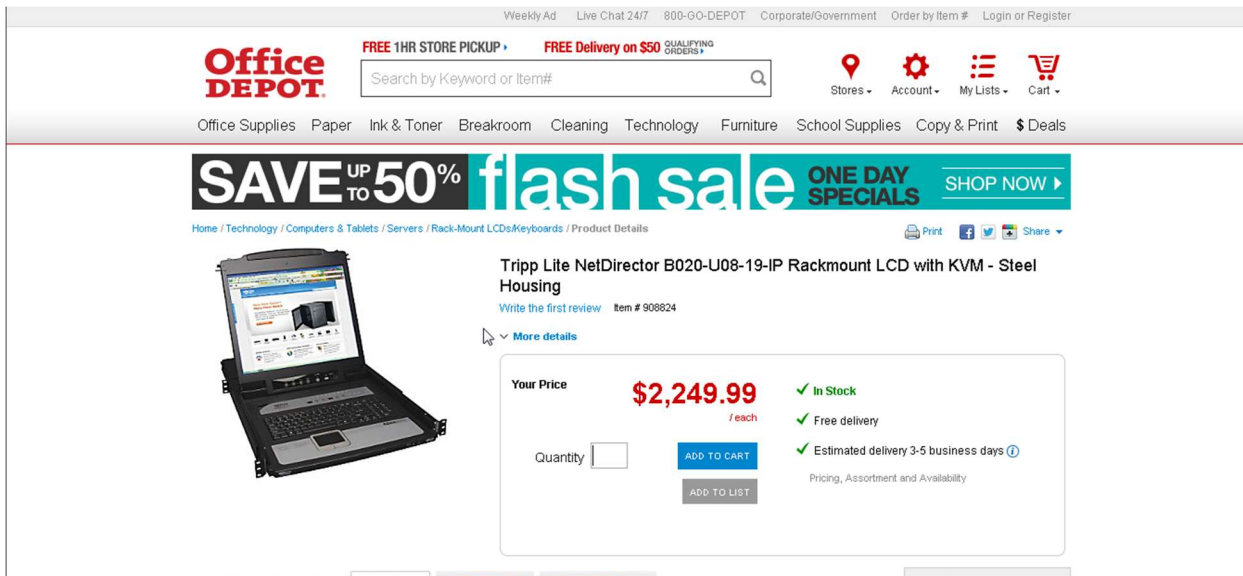 Weekly Ad Live Chat 24/7 800-GO-DEPOT Corporate/Government Order by Item # Login or Register
Office DEPOT.
FREE 1HR STORE PICKUP FREE Delivery on $50 QUALIFYING ORDERS
Search by Keyword or Item#
Stores Account My Lists Cart
Office Supplies Paper Ink & Toner Breakroom Cleaning Technology Furniture School Supplies Copy & Print $ Deals
SAVE UP TO 50% flash sale ONE DAY SPECIALS SHOP NOW
Home / Technology / Computers & Tablets / Servers / Rack-Mount LCDs/Keyboards / Product Details
Print Share
Tripp Lite NetDirector B020-U08-19-IP Rackmount LCD with KVM - Steel
Housing
Write the first review Item # 908824
More details
Your Price $2,249.99
/ each
In Stock
Free delivery
Estimated delivery 3-5 business days
Pricing, Assortment and Availability
Quantity ADD TO CART
ADD TO LIST